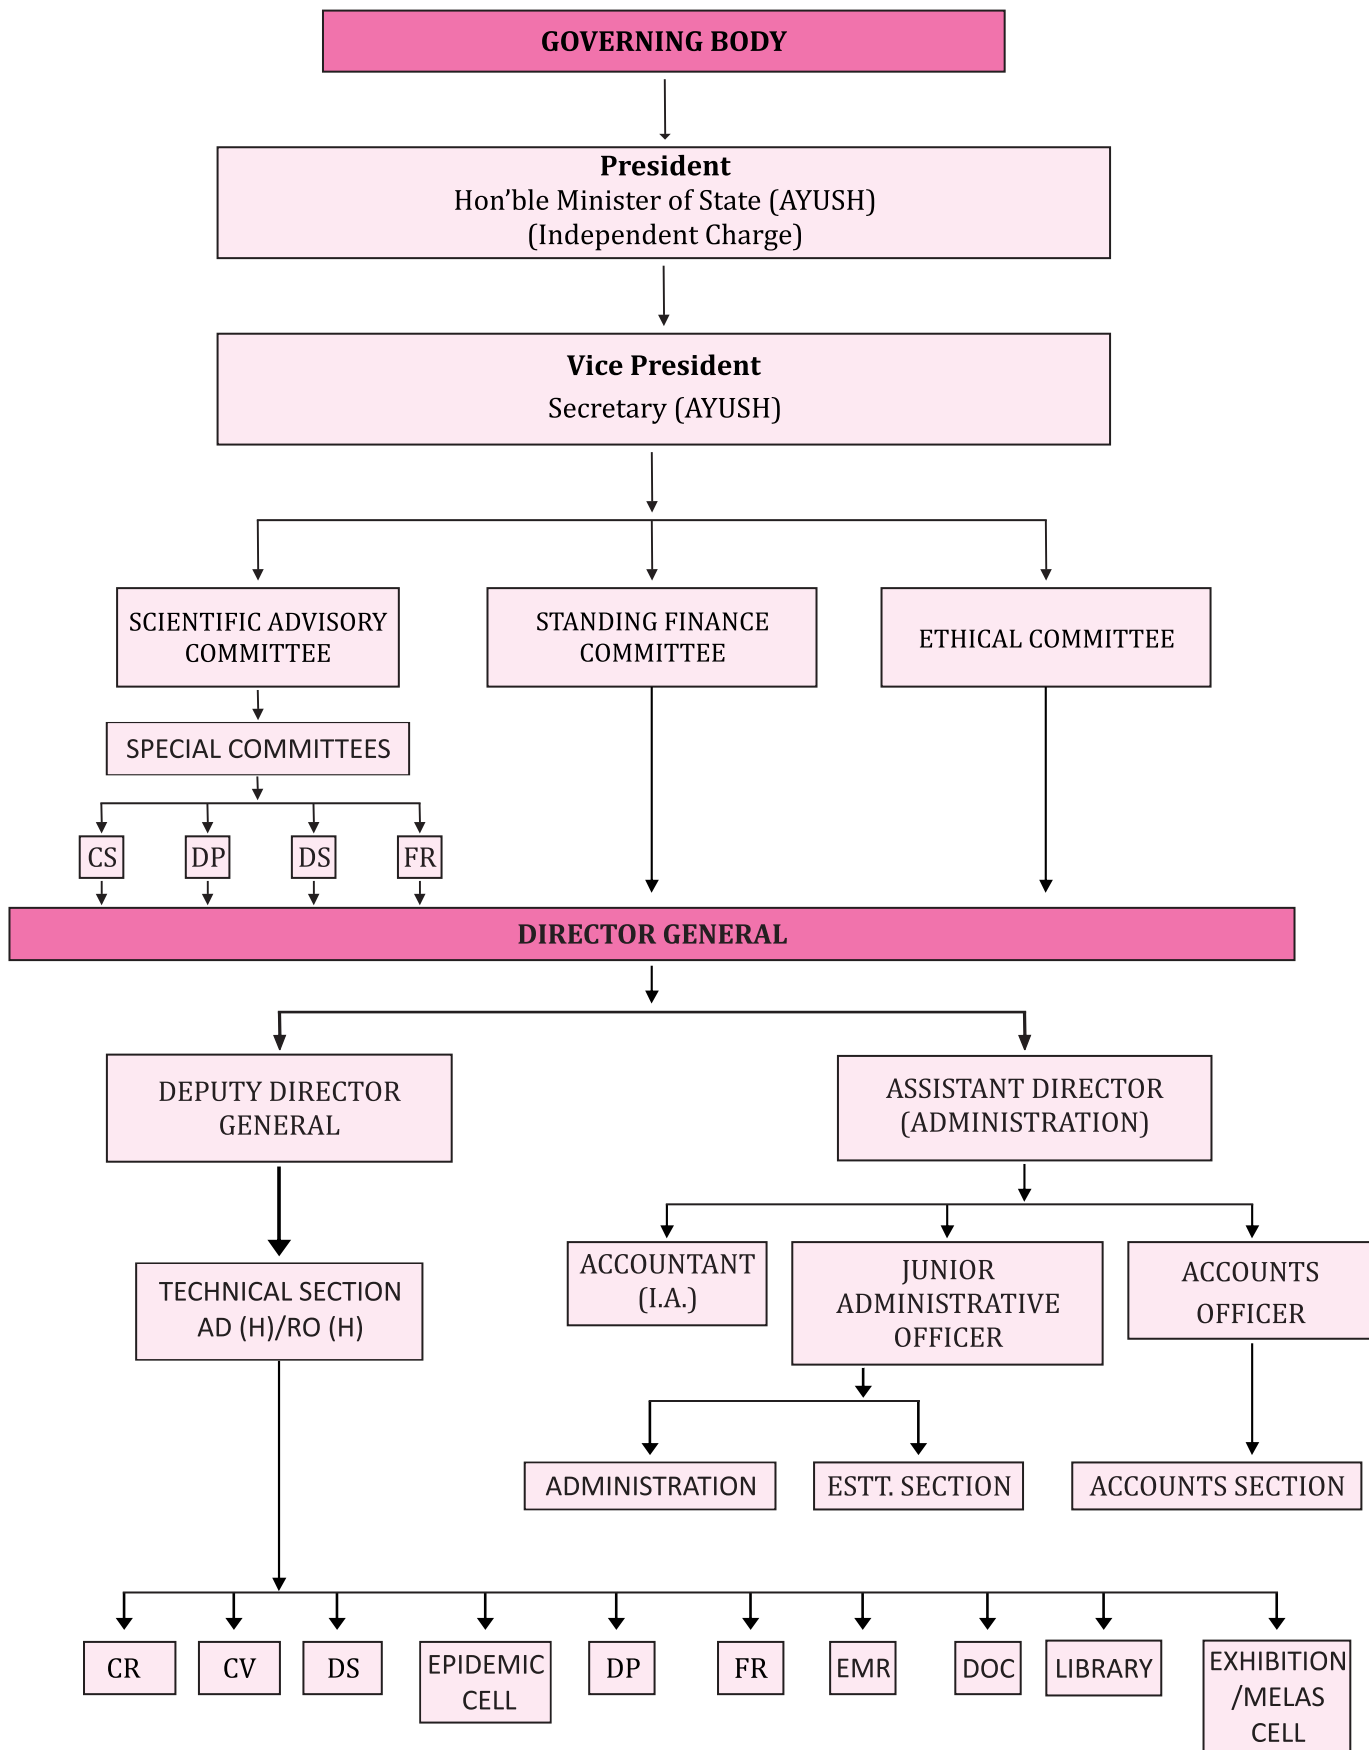 GOVERNING BODY
President
Hon’ble Minister of State (AYUSH)
(Independent Charge)
Vice President
Secretary (AYUSH)
SCIENTIFIC ADVISORY
COMMITTEE
STANDING FINANCE
COMMITTEE
ETHICAL COMMITTEE
SPECIAL COMMITTEES
CS
DP
DS
FR
DIRECTOR GENERAL
DEPUTY DIRECTOR
GENERAL
ASSISTANT DIRECTOR
(ADMINISTRATION)
TECHNICAL SECTION
AD (H)/RO (H)
ACCOUNTANT
(I.A.)
JUNIOR
ADMINISTRATIVE
OFFICER
ACCOUNTS
OFFICER
ADMINISTRATION
ESTT. SECTION
ACCOUNTS SECTION
CR
CV
DS
EPIDEMIC
CELL
DP
FR
EMR
DOC
LIBRARY
EXHIBITION
/MELAS
CELL